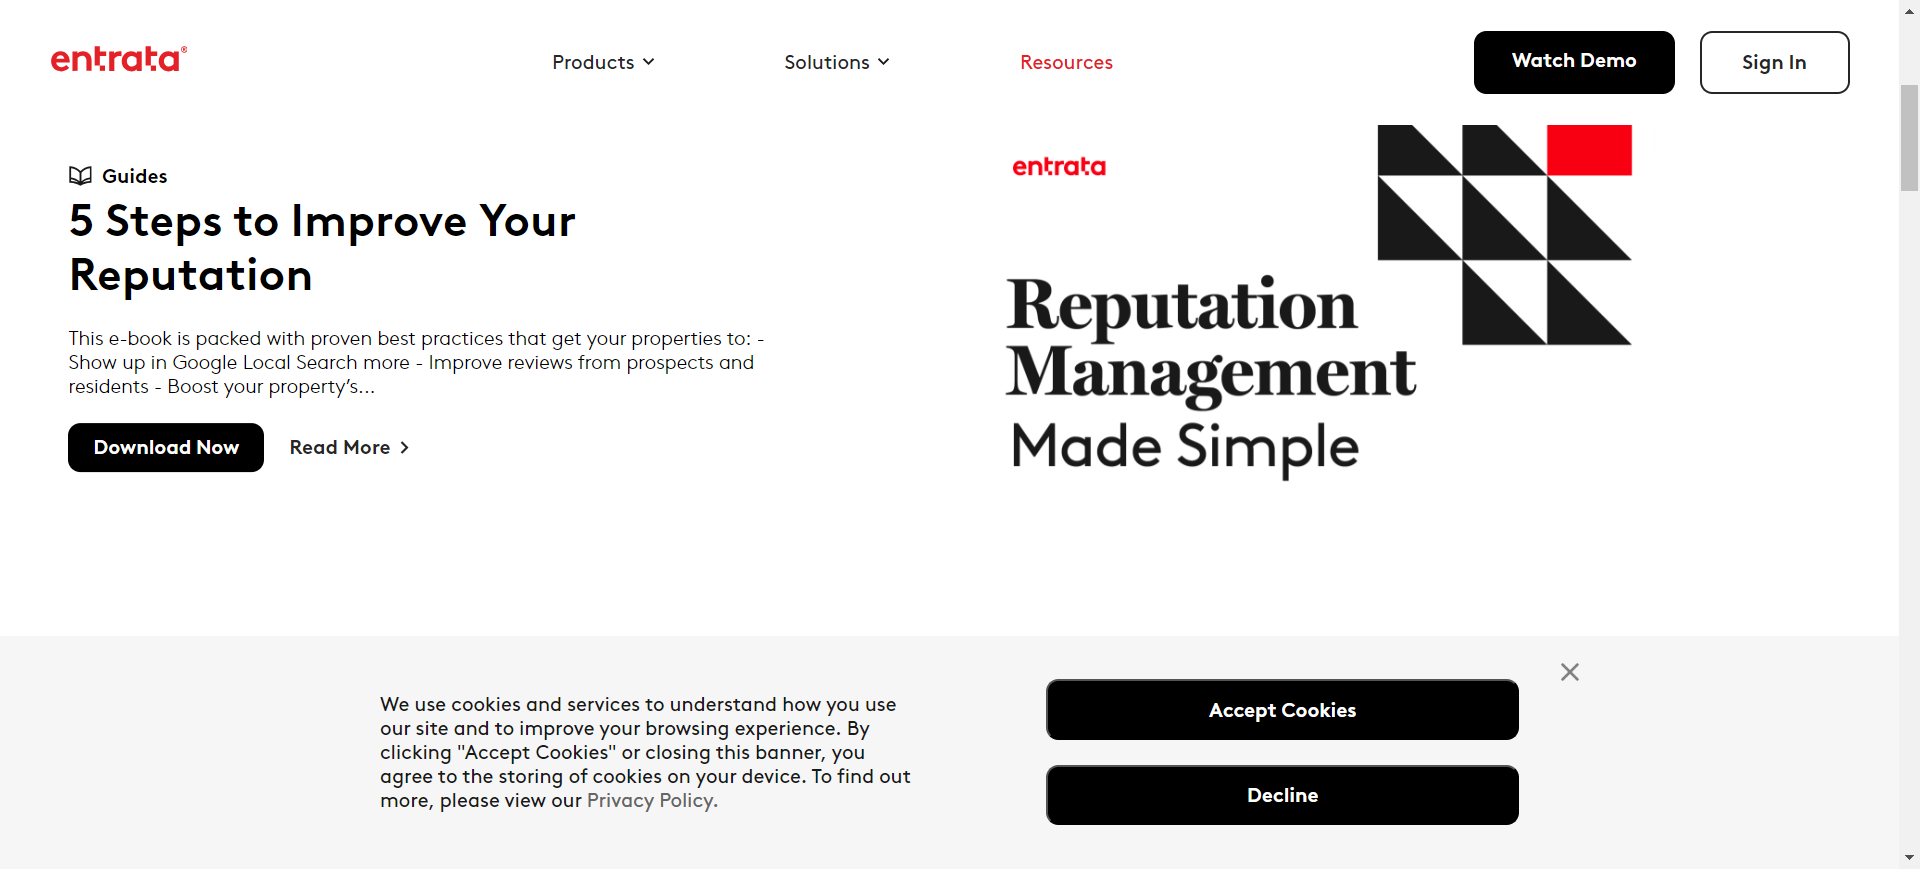 entrata®
Products
Solutions
Resources
Watch Demo
Sign In
Guides
5 Steps to Improve Your
Reputation
This e-book is packed with proven best practices that get your properties to: -
Show up in Google Local Search more - Improve reviews from prospects and
residents - Boost your property’s...
Download Now
Read More
entrata
Reputation
Management
Made Simple
We use cookies and services to understand how you use
our site and to improve your browsing experience. By
clicking "Accept Cookies" or closing this banner, you
agree to the storing of cookies on your device. To find out
more, please view our Privacy Policy.
Accept Cookies
Decline